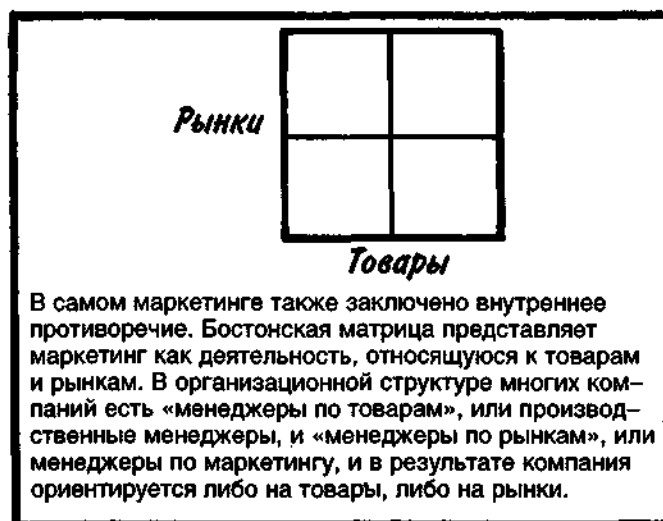 Рынки
Товары
В самом маркетинге также заключено внутреннее
противоречие. Бостонская матрица представляет
маркетинг как деятельность, относящуюся к товарам
и рынкам. В организационной структуре многих ком–
паний есть «менеджеры по товарам», или производ–
ственные менеджеры, и «менеджеры по рынкам», или
менеджеры по маркетингу, и в результате компания
ориентируется либо на товары, либо на рынки.